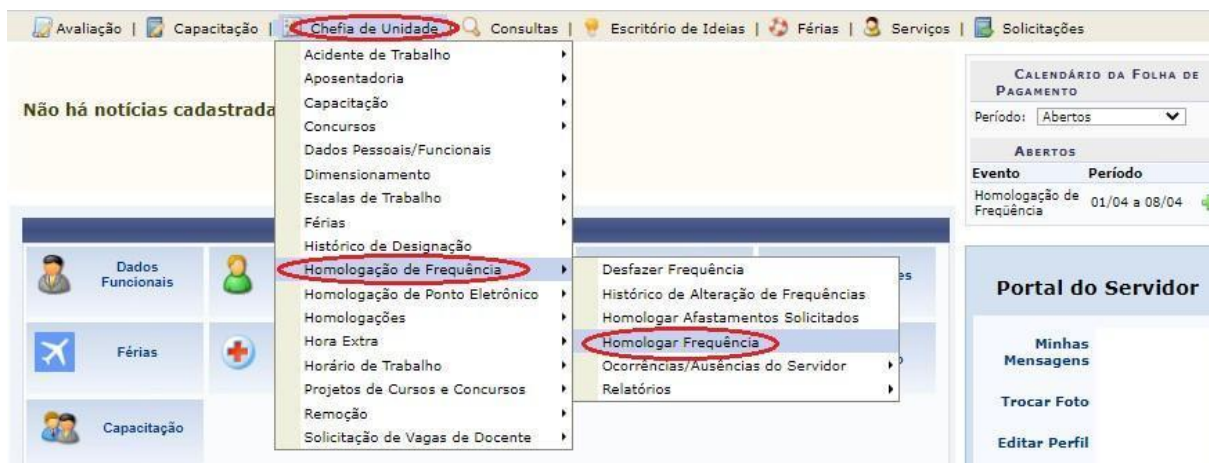 Avaliação | Capacitação | Chefia de Unidade | Consultas | Escritório de Ideias | Férias | Serviços | Solicitações
Não há notícias cadastrada
Acidente de Trabalho
Aposentadoria
Capacitação
Concursos
Dados Pessoais/Funcionais
Dimensionamento
Escalas de Trabalho
Férias
Histórico de Designação
Homologação de Frequência
Homologação de Ponto Eletrônico
Homologações
Hora Extra
Horário de Trabalho
Projetos de Cursos e Concursos
Remoção
Solicitação de Vagas de Docente
Desfazer Frequência
Histórico de Alteração de Frequências
Homologar Afastamentos Solicitados
Homologar Frequência
Ocorrências/Ausências do Servidor
Relatórios
Dados
Funcionais
Férias
Capacitação
es
CALENDÁRIO DA FOLHA DE
PAGAMENTO
Período: Abertos
ABERTOS
Evento Período
Homologação de
Freqüência 01/04 a 08/04
Portal do Servidor
Minhas
Mensagens
Trocar Foto
Editar Perfil